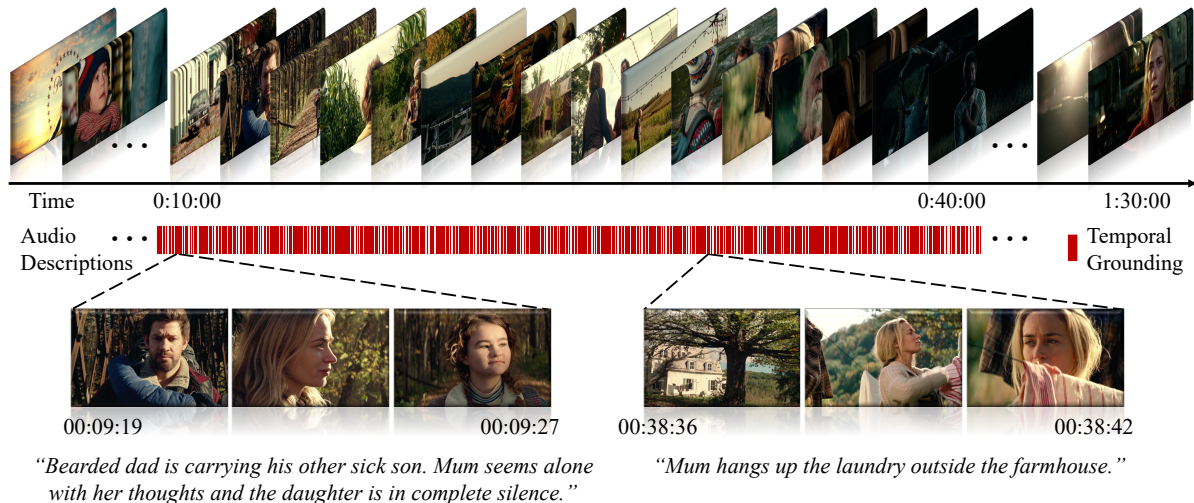 Time
0:10:00
0:40:00
1:30:00
Audio
Descriptions
Temporal
Grounding
00:09:19
00:09:27
00:38:36
00:38:42
“Bearded dad is carrying his other sick son. Mum seems alone
with her thoughts and the daughter is in complete silence.”
“Mum hangs up the laundry outside the farmhouse.”